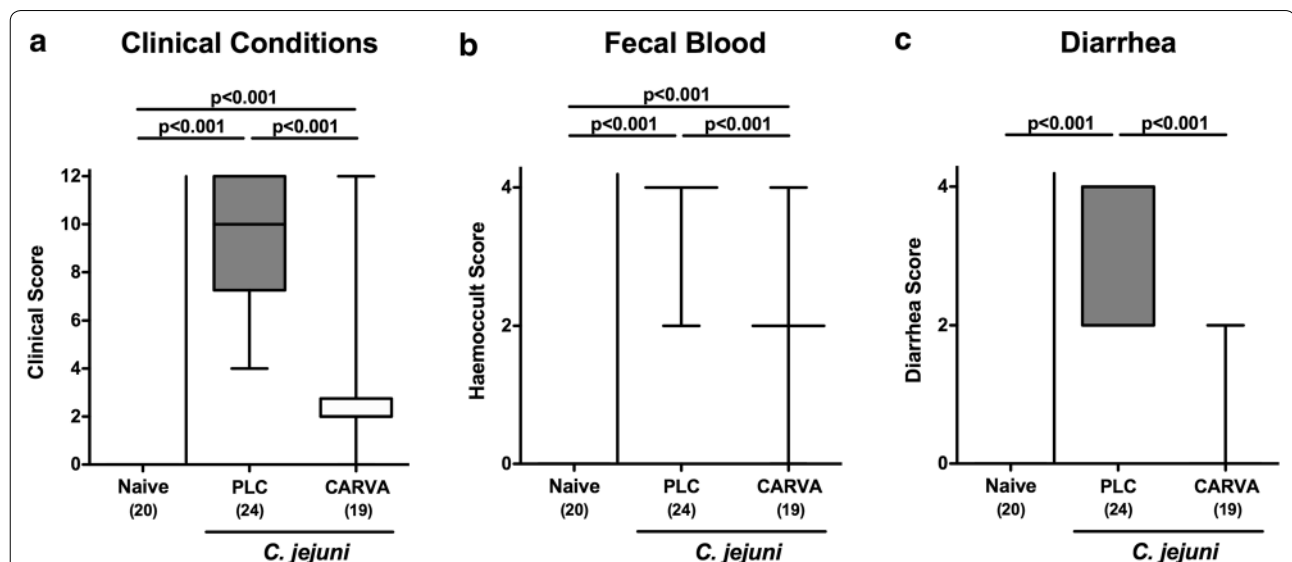 a Clinical Conditions
p<0.001
p<0.001 p<0.001
Clinical Score
12
10
8
6
4
2
0
Naive PLC CARVA
(20) (24) (19)
C. jejuni
b Fecal Blood
p<0.001
p<0.001 p<0.001
Haemoccult Score
4
2
0
Naive PLC CARVA
(20) (24) (19)
C. jejuni
c Diarrhea
p<0.001 p<0.001
Diarrhea Score
4
2
0
Naive PLC CARVA
(20) (24) (19)
C. jejuni